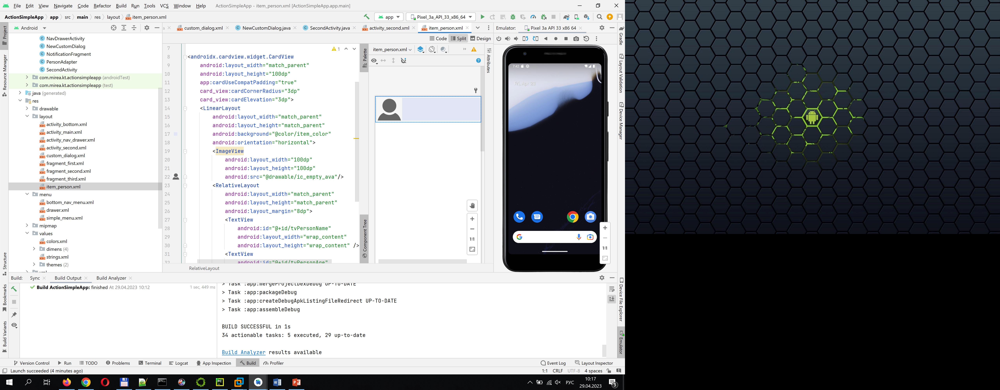 File Edit View Navigate Code Refactor Build Run Tools VCS Window Help ActionSimpleApp - item_person.xml [ActionSimpleApp.app.main]
ActionSimpleApp app src main res layout item_person.xml
app Pixel_3a_API_33_x86_64
Project
Resource Manager
Structure
Bookmarks
Build Variants
Android
NavDrawerActivity
NewCustomDialog
NotificationFragment
PersonAdapter
SecondActivity
com.mirea.kt.actionsimpleapp (androidTest)
com.mirea.kt.actionsimpleapp (test)
java (generated)
res
drawable
layout
activity_bottom.xml
activity_main.xml
activity_nav_drawer.xml
activity_second.xml
custom_dialog.xml
fragment_first.xml
fragment_second.xml
fragment_third.xml
item_person.xml
menu
bottom_nav_menu.xml
drawer.xml
simple_menu.xml
mipmap
values
colors.xml
dimens (4)
strings.xml
themes (2)
xml
custom_dialog.xml NewCustomDialog.java SecondActivity.java activity_second.xml item_person.xml
Code Split Design
1
7
8 <androidx.cardview.widget.CardView
9 android:layout_width="match_parent"
10 android:layout_height="100dp"
11 app:cardUseCompatPadding="true"
12 card_view:cardCornerRadius="3dp"
13 card_view:cardElevation="3dp">
14 <LinearLayout
15 android:layout_width="match_parent"
16 android:layout_height="match_parent"
17 android:background="@color/item_color"
18 android:orientation="horizontal">
19 <ImageView
20 android:layout_width="100dp"
21 android:layout_height="100dp"
22 android:src="@drawable/ic_empty_ava"/>
23 <RelativeLayout
24 android:layout_width="match_parent"
25 android:layout_height="match_parent"
26 android:layout_margin="8dp">
27 <TextView
28 android:id="@+id/tvPersonName"
29 android:layout_width="wrap_content"
30 android:layout_height="wrap_content" />
31 <TextView
32 android:id="@+id/tvPersonAge"
RelativeLayout
Palette
Component Tree
item_person.xml
1:1
Attributes
Emulator: Pixel 3a API 33 x86 64
7:42
Fri, Apr 28
1:1
Gradle
Layout Validation
Device Manager
Device File Explorer
Emulator
Build: Sync Build Output Build Analyzer
Build ActionSimpleApp: finished At 29.04.2023 10:12 1 sec, 449 ms
> Task :app:mergeProjectDexDebug UP-TO-DATE
> Task :app:packageDebug
> Task :app:createDebugApkListingFileRedirect UP-TO-DATE
> Task :app:assembleDebug
BUILD SUCCESSFUL in 1s
34 actionable tasks: 5 executed, 29 up-to-date
Build Analyzer results available
Version Control Run TODO Problems Terminal Logcat App Inspection Build Profiler Event Log Layout Inspector
Launch succeeded (4 minutes ago) 1:1 CRLF UTF-8 4 spaces
РУС
10:17
29.04.2023
3